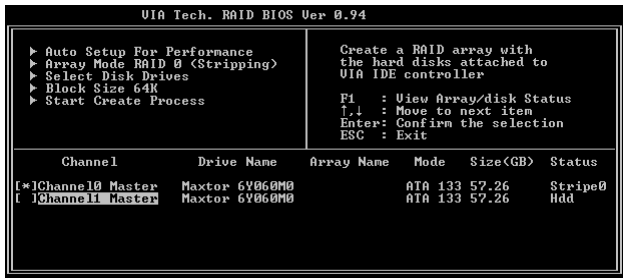 VIA Tech. RAID BIOS Ver 0.94
► Auto Setup For Performance
► Array Mode RAID 0 (Stripping)
► Select Disk Drives
► Block Size 64K
► Start Create Process
Create a RAID array with
the hard disks attached to
VIA IDE controller
F1 : View Array/disk Status
↑,↓ : Move to next item
Enter: Confirm the selection
ESC : Exit
Channel Drive Name Array Name Mode Size(GB) Status
[*]Channel0 Master Maxtor 6Y060M0 ATA 133 57.26 Stripe0
[ ]Channel1 Master Maxtor 6Y060M0 ATA 133 57.26 Hdd